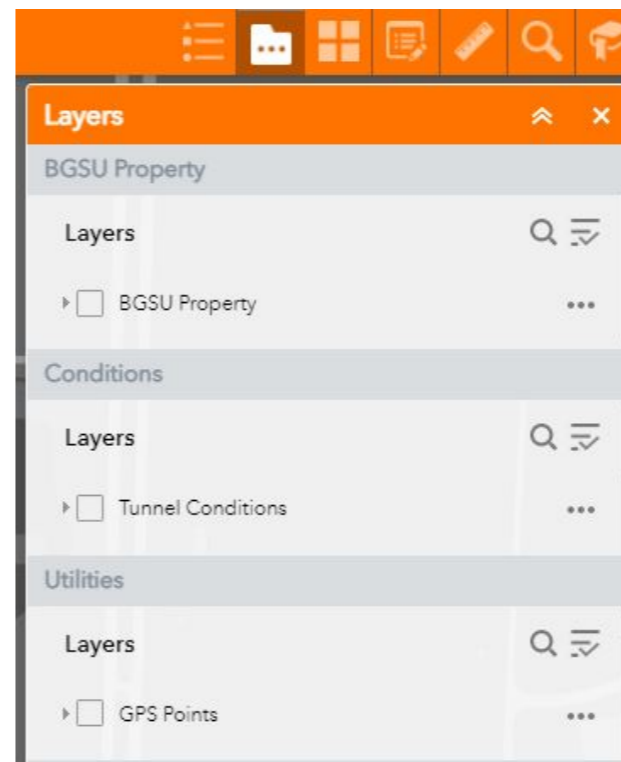 Layers
BGSU Property
Layers
BGSU Property
Conditions
Layers
Tunnel Conditions
Utilities
Layers
GPS Points